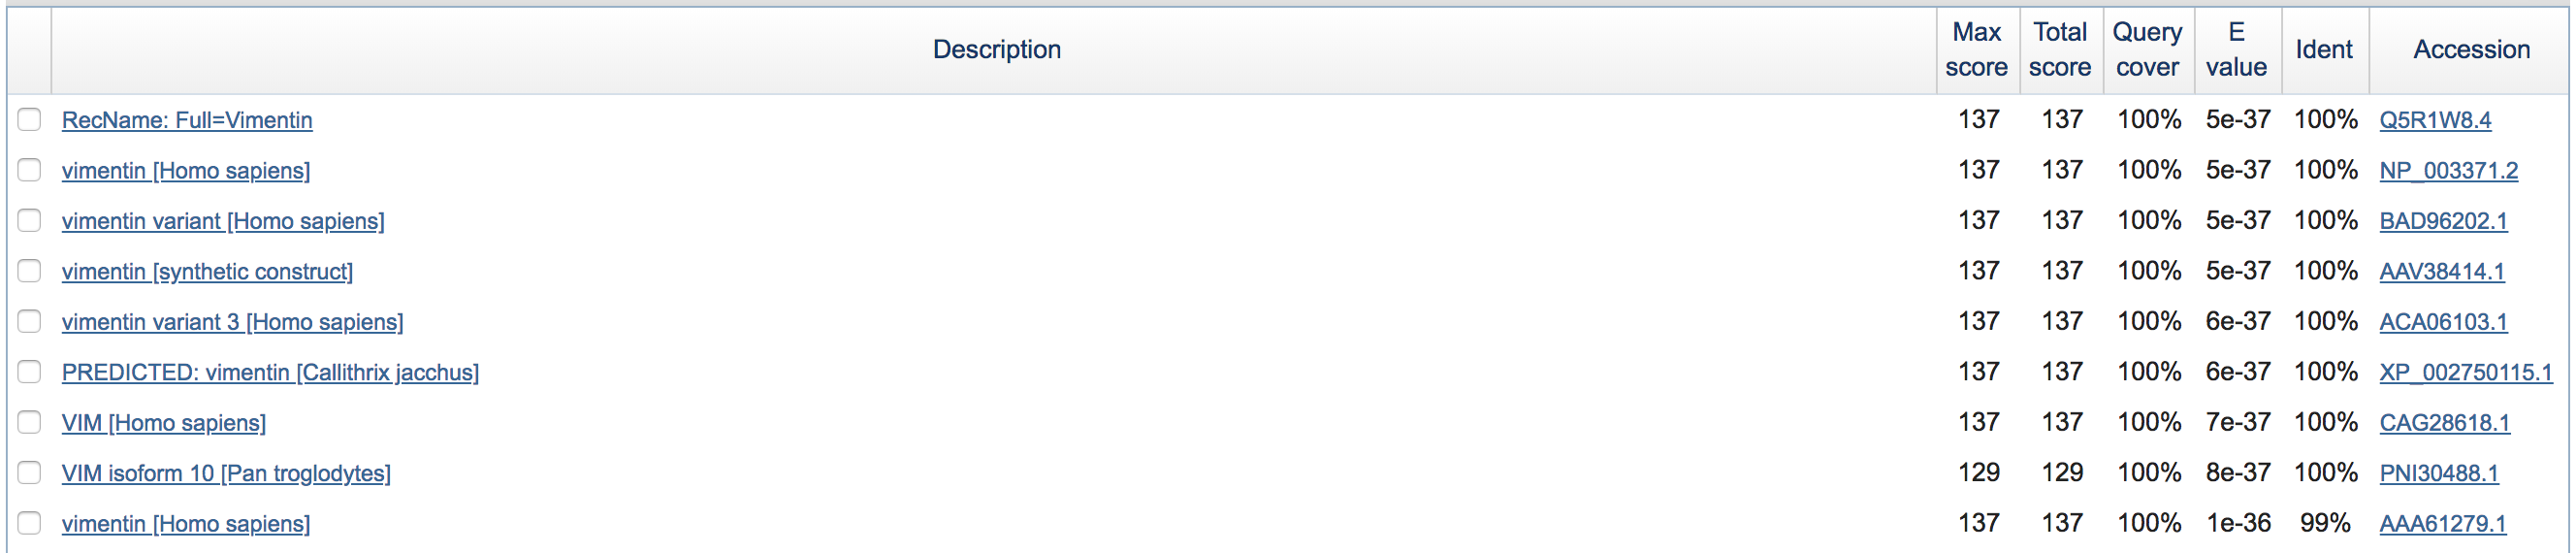 Description Max score Total score Query cover E value Ident Accession
RecName: Full=Vimentin 137 137 100% 5e-37 100% Q5R1W8.4
vimentin [Homo sapiens] 137 137 100% 5e-37 100% NP_003371.2
vimentin variant [Homo sapiens] 137 137 100% 5e-37 100% BAD96202.1
vimentin [synthetic construct] 137 137 100% 5e-37 100% AAV38414.1
vimentin variant 3 [Homo sapiens] 137 137 100% 6e-37 100% ACA06103.1
PREDICTED: vimentin [Callithrix jacchus] 137 137 100% 6e-37 100% XP_002750115.1
VIM [Homo sapiens] 137 137 100% 7e-37 100% CAG28618.1
VIM isoform 10 [Pan troglodytes] 129 129 100% 8e-37 100% PNI30488.1
vimentin [Homo sapiens] 137 137 100% 1e-36 99% AAA61279.1